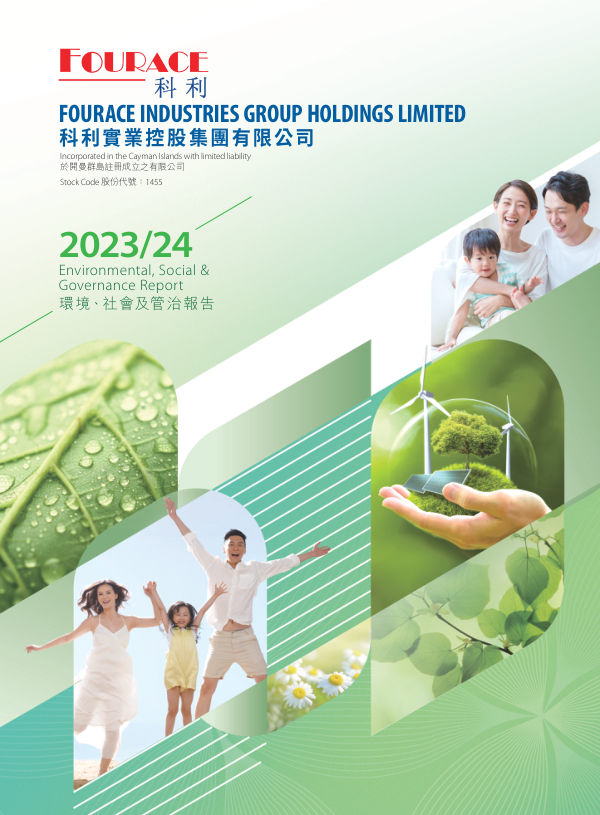 FOURACE
科利
FOURACE INDUSTRIES GROUP HOLDINGS LIMITED
科利實業控股集團有限公司
Incorporated in the Cayman Islands with limited liability
於開曼群島註冊成立之有限公司
Stock Code 股份代號：1455
2023/24
Environmental, Social &
Governance Report
環境、社會及管治報告